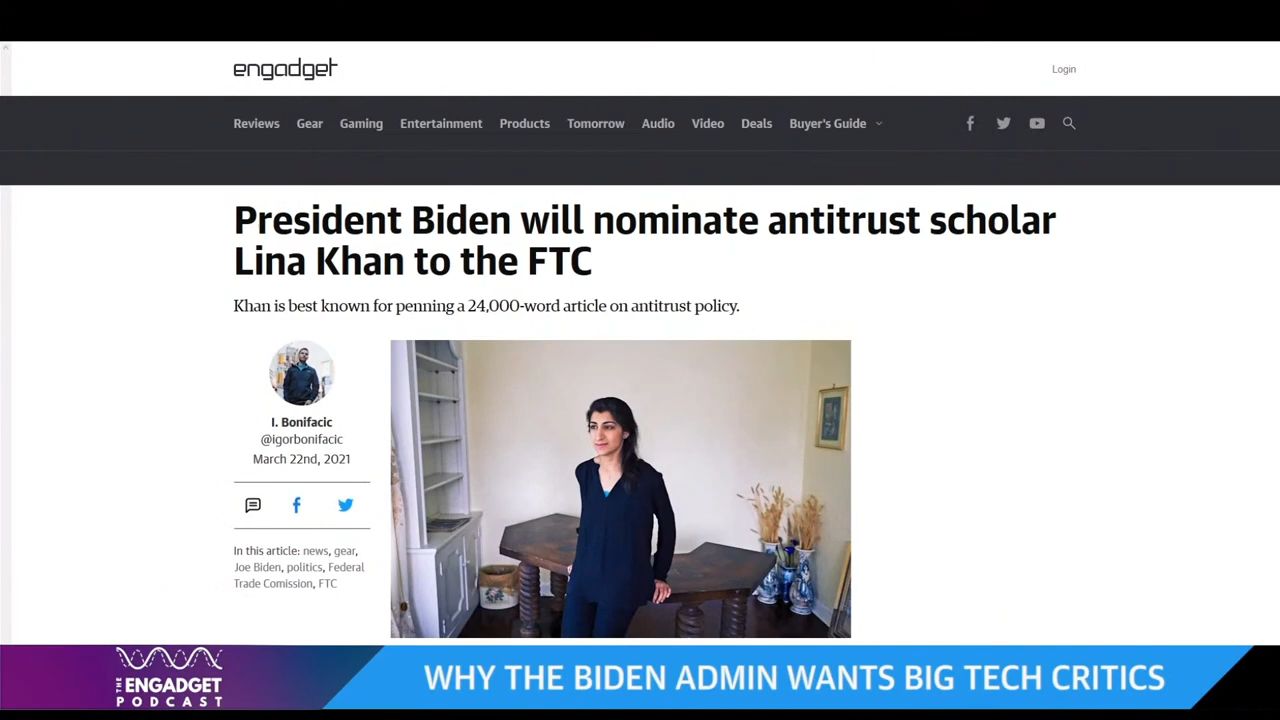 engadget
Login
Reviews Gear Gaming Entertainment Products Tomorrow Audio Video Deals Buyer's Guide
President Biden will nominate antitrust scholar
Lina Khan to the FTC
Khan is best known for penning a 24,000-word article on antitrust policy.
I. Bonifacic
@igorbonifacic
March 22nd, 2021
In this article: news, gear,
Joe Biden, politics, Federal
Trade Comission, FTC
THE
ENGADGET
PODCAST
WHY THE BIDEN ADMIN WANTS BIG TECH CRITICS